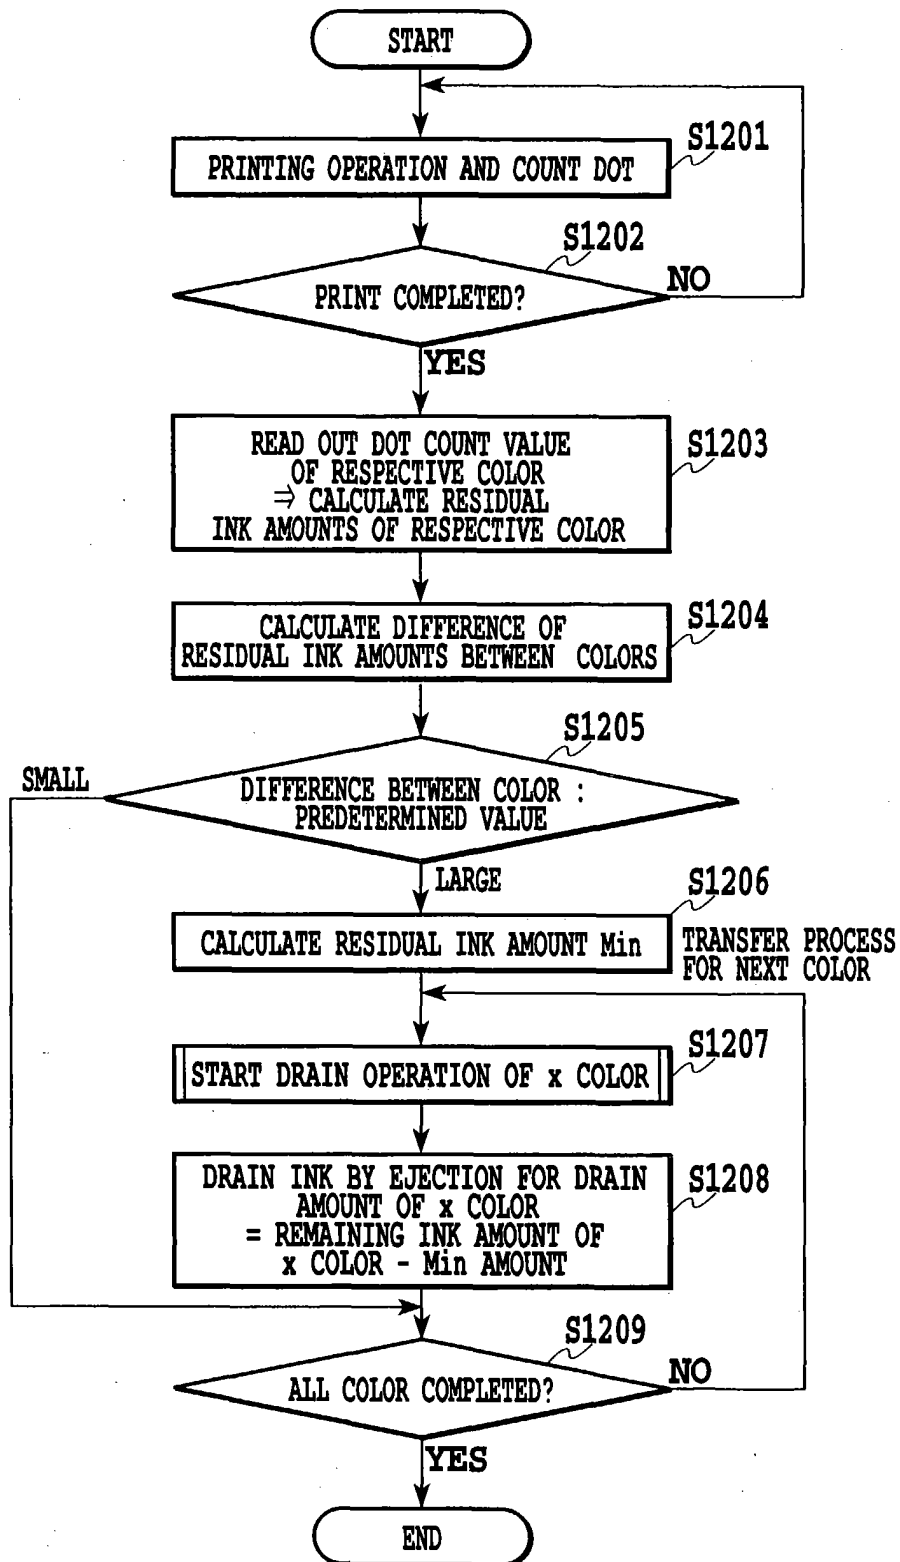 START
S1201
PRINTING OPERATION AND COUNT DOT
S1202
PRINT COMPLETED?
NO
YES
S1203
READ OUT DOT COUNT VALUE
OF RESPECTIVE COLOR
⇒ CALCULATE RESIDUAL
INK AMOUNTS OF RESPECTIVE COLOR
S1204
CALCULATE DIFFERENCE OF
RESIDUAL INK AMOUNTS BETWEEN COLORS
S1205
SMALL
DIFFERENCE BETWEEN COLOR :
PREDETERMINED VALUE
LARGE
S1206
CALCULATE RESIDUAL INK AMOUNT Min
TRANSFER PROCESS
FOR NEXT COLOR
S1207
START DRAIN OPERATION OF x COLOR
S1208
DRAIN INK BY EJECTION FOR DRAIN
AMOUNT OF x COLOR
= REMAINING INK AMOUNT OF
x COLOR - Min AMOUNT
S1209
ALL COLOR COMPLETED?
NO
YES
END